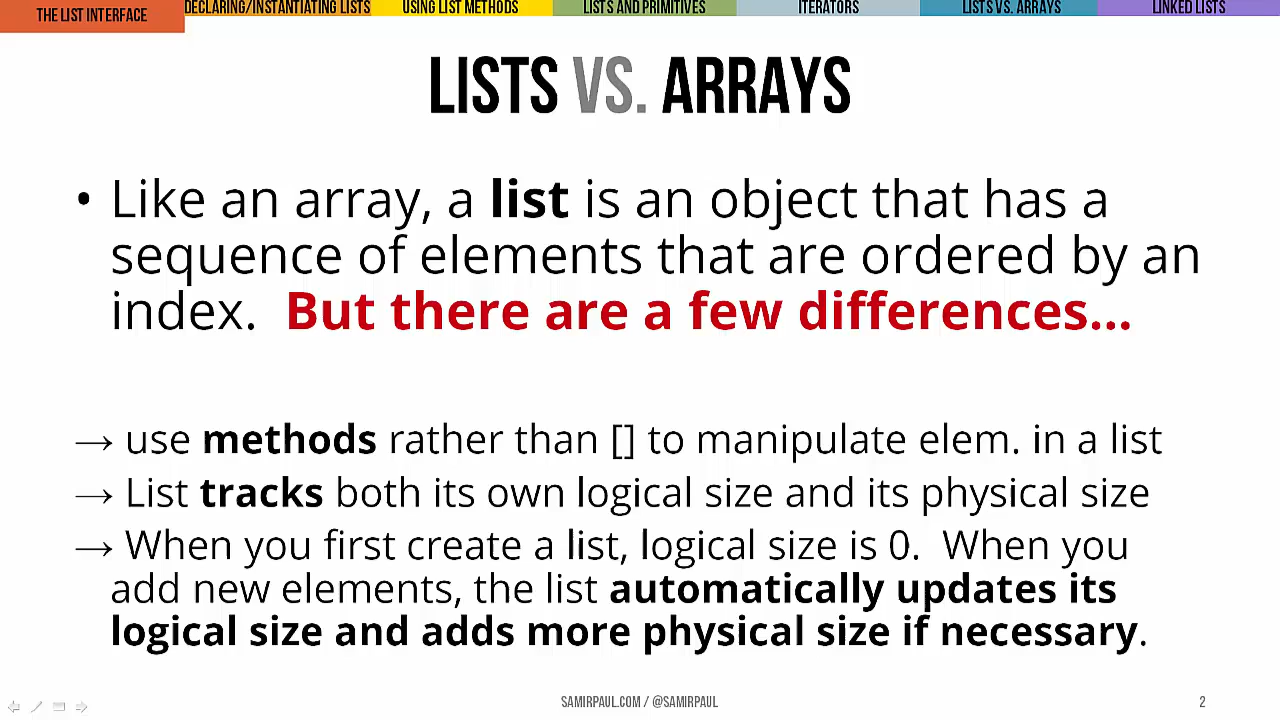 THE LIST INTERFACE
DECLARING/INSTANTIATING LISTS
USING LIST METHODS
LISTS AND PRIMITIVES
ITERATORS
LISTS VS. ARRAYS
LINKED LISTS
LISTS VS. ARRAYS
• Like an array, a list is an object that has a
sequence of elements that are ordered by an
index. But there are a few differences...
→ use methods rather than [] to manipulate elem. in a list
→ List tracks both its own logical size and its physical size
→ When you first create a list, logical size is 0. When you
add new elements, the list automatically updates its
logical size and adds more physical size if necessary.
SAMIRPAUL.COM / @SAMIRPAUL
2